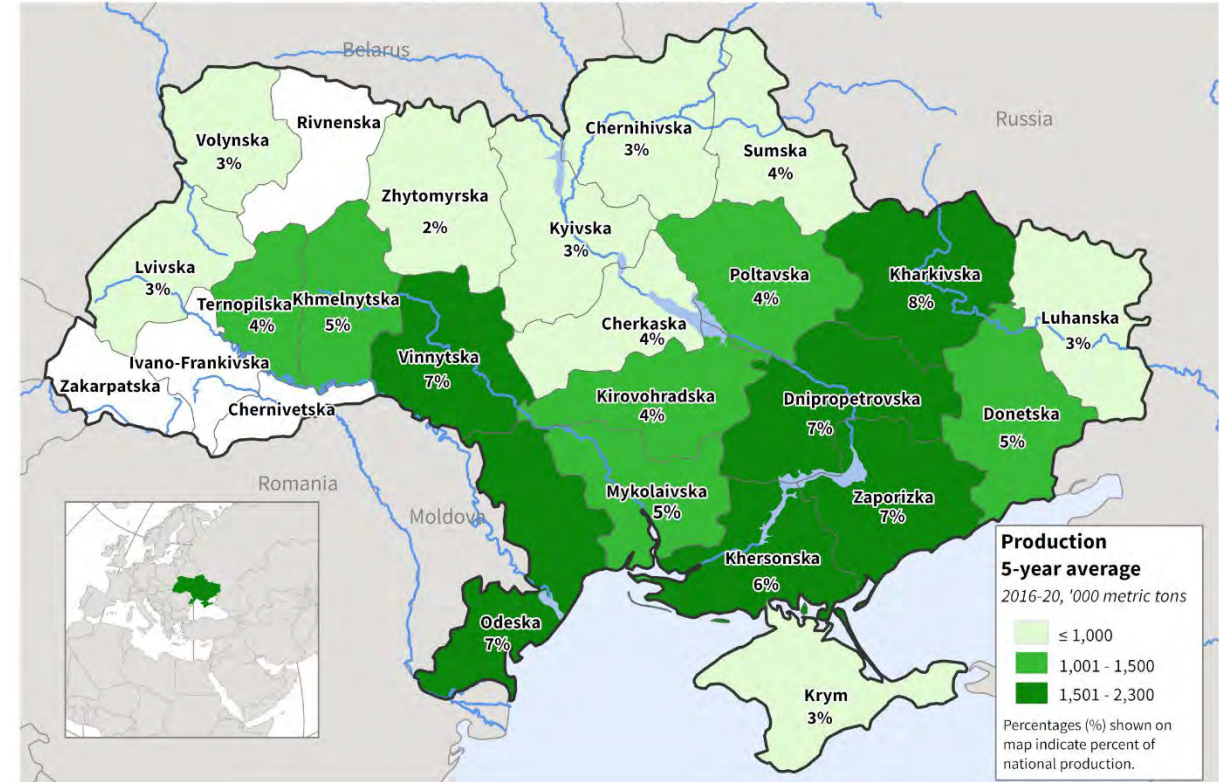 Belarus
Russia
Rivnenska
Volynska
3%
Chernihivska
3%
Sumska
4%
Zhytomyrska
2%
Kyivska
3%
Lvivska
3%
Ternopilska
4%
Khmelnytska
5%
Poltavska
4%
Kharkivska
8%
Luhanska
3%
Cherkaska
4%
Vinnytska
7%
Ivano-Frankivska
Zakarpatska
Chernivetska
Kirovohradska
4%
Dnipropetrovska
7%
Donetska
5%
Romania
Moldova
Mykolaivska
5%
Zaporizka
7%
Khersonska
6%
Odeska
7%
Krym
3%
Production
5-year average
2016-20, '000 metric tons
≤ 1,000
1,001 - 1,500
1,501 - 2,300
Percentages (%) shown on
map indicate percent of
national production.